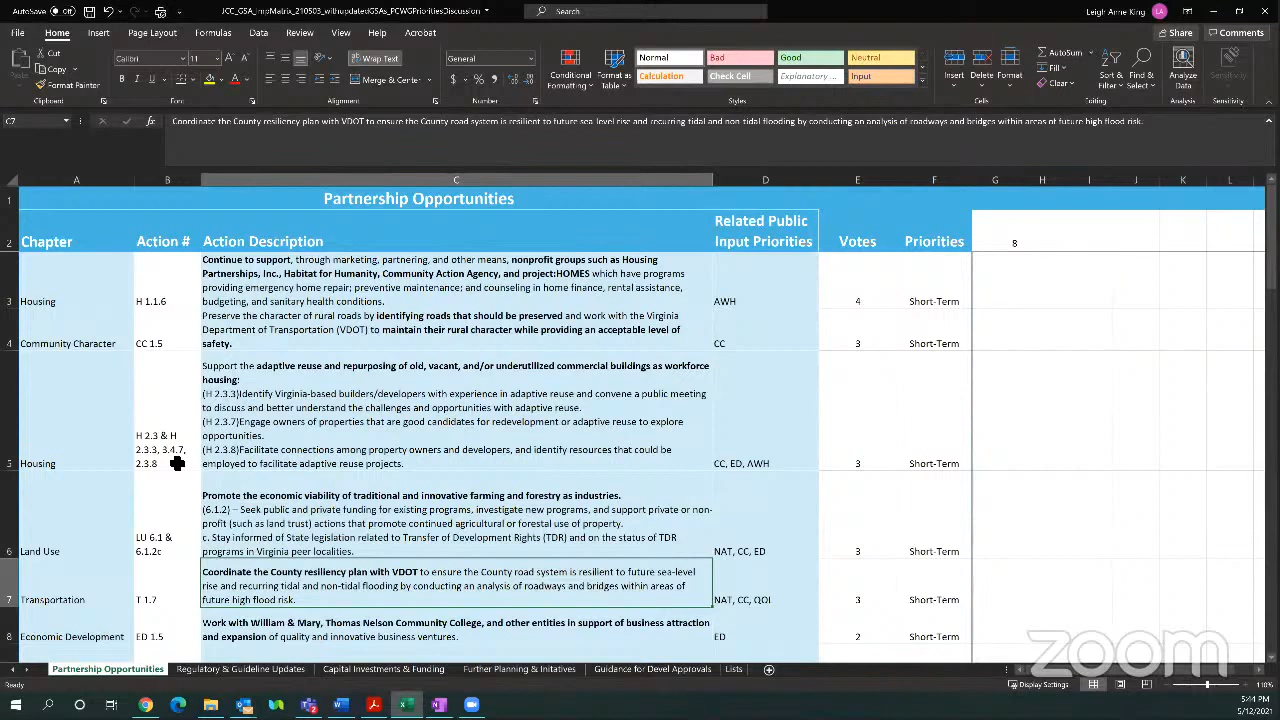 AutoSave Off JCC_GSA_ImpMatrix_210503_withupdatedGSAs_PCWGPrioritiesDiscussion Search Leigh Anne King LA
File Home Insert Page Layout Formulas Data Review View Help Acrobat Share Comments
Cut
Copy
Format Painter
Clipboard
Calibri 11
B I U
Font
Wrap Text
Merge & Center
Alignment
General
$ % 9
Number
Conditional Formatting
Format as Table
Normal Bad Good Neutral
Calculation Check Cell Explanatory ... Input
Styles
Insert Delete Format
Cells
AutoSum
Fill
Clear
Sort & Filter
Find & Select
Editing
Analyze Data
Analysis
Sensitivity
Sensitivity
C7 fx Coordinate the County resiliency plan with VDOT to ensure the County road system is resilient to future sea-level rise and recurring tidal and non-tidal flooding by conducting an analysis of roadways and bridges within areas of future high flood risk.
A B C D E F G H I J K L
1 Partnership Opportunities
Related Public
2 Chapter Action # Action Description Input Priorities Votes Priorities 8
Continue to support, through marketing, partnering, and other means, nonprofit groups such as Housing
Partnerships, Inc., Habitat for Humanity, Community Action Agency, and project:HOMES which have programs
providing emergency home repair; preventive maintenance; and counseling in home finance, rental assistance,
3 Housing H 1.1.6 budgeting, and sanitary health conditions. AWH 4 Short-Term
Preserve the character of rural roads by identifying roads that should be preserved and work with the Virginia
Department of Transportation (VDOT) to maintain their rural character while providing an acceptable level of
4 Community Character CC 1.5 safety. CC 3 Short-Term
Support the adaptive reuse and repurposing of old, vacant, and/or underutilized commercial buildings as workforce
housing:
(H 2.3.3)Identify Virginia-based builders/developers with experience in adaptive reuse and convene a public meeting
to discuss and better understand the challenges and opportunities with adaptive reuse.
(H 2.3.7)Engage owners of properties that are good candidates for redevelopment or adaptive reuse to explore
H 2.3 & H opportunities.
2.3.3, 3.4.7, (H 2.3.8)Facilitate connections among property owners and developers, and identify resources that could be
5 Housing 2.3.8 employed to facilitate adaptive reuse projects. CC, ED, AWH 3 Short-Term
Promote the economic viability of traditional and innovative farming and forestry as industries.
(6.1.2) – Seek public and private funding for existing programs, investigate new programs, and support private or non-
profit (such as land trust) actions that promote continued agricultural or forestal use of property.
LU 6.1 & c. Stay informed of State legislation related to Transfer of Development Rights (TDR) and on the status of TDR
6 Land Use 6.1.2c programs in Virginia peer localities. NAT, CC, ED 3 Short-Term
Coordinate the County resiliency plan with VDOT to ensure the County road system is resilient to future sea-level
rise and recurring tidal and non-tidal flooding by conducting an analysis of roadways and bridges within areas of
7 Transportation T 1.7 future high flood risk. NAT, CC, QOL 3 Short-Term
Work with William & Mary, Thomas Nelson Community College, and other entities in support of business attraction
8 Economic Development ED 1.5 and expansion of quality and innovative business ventures. ED 2 Short-Term
zoom
Partnership Opportunities Regulatory & Guideline Updates Capital Investments & Funding Further Planning & Initatives Guidance for Devel Approvals Lists
Ready Display Settings 110%
5:44 PM
5/12/2021